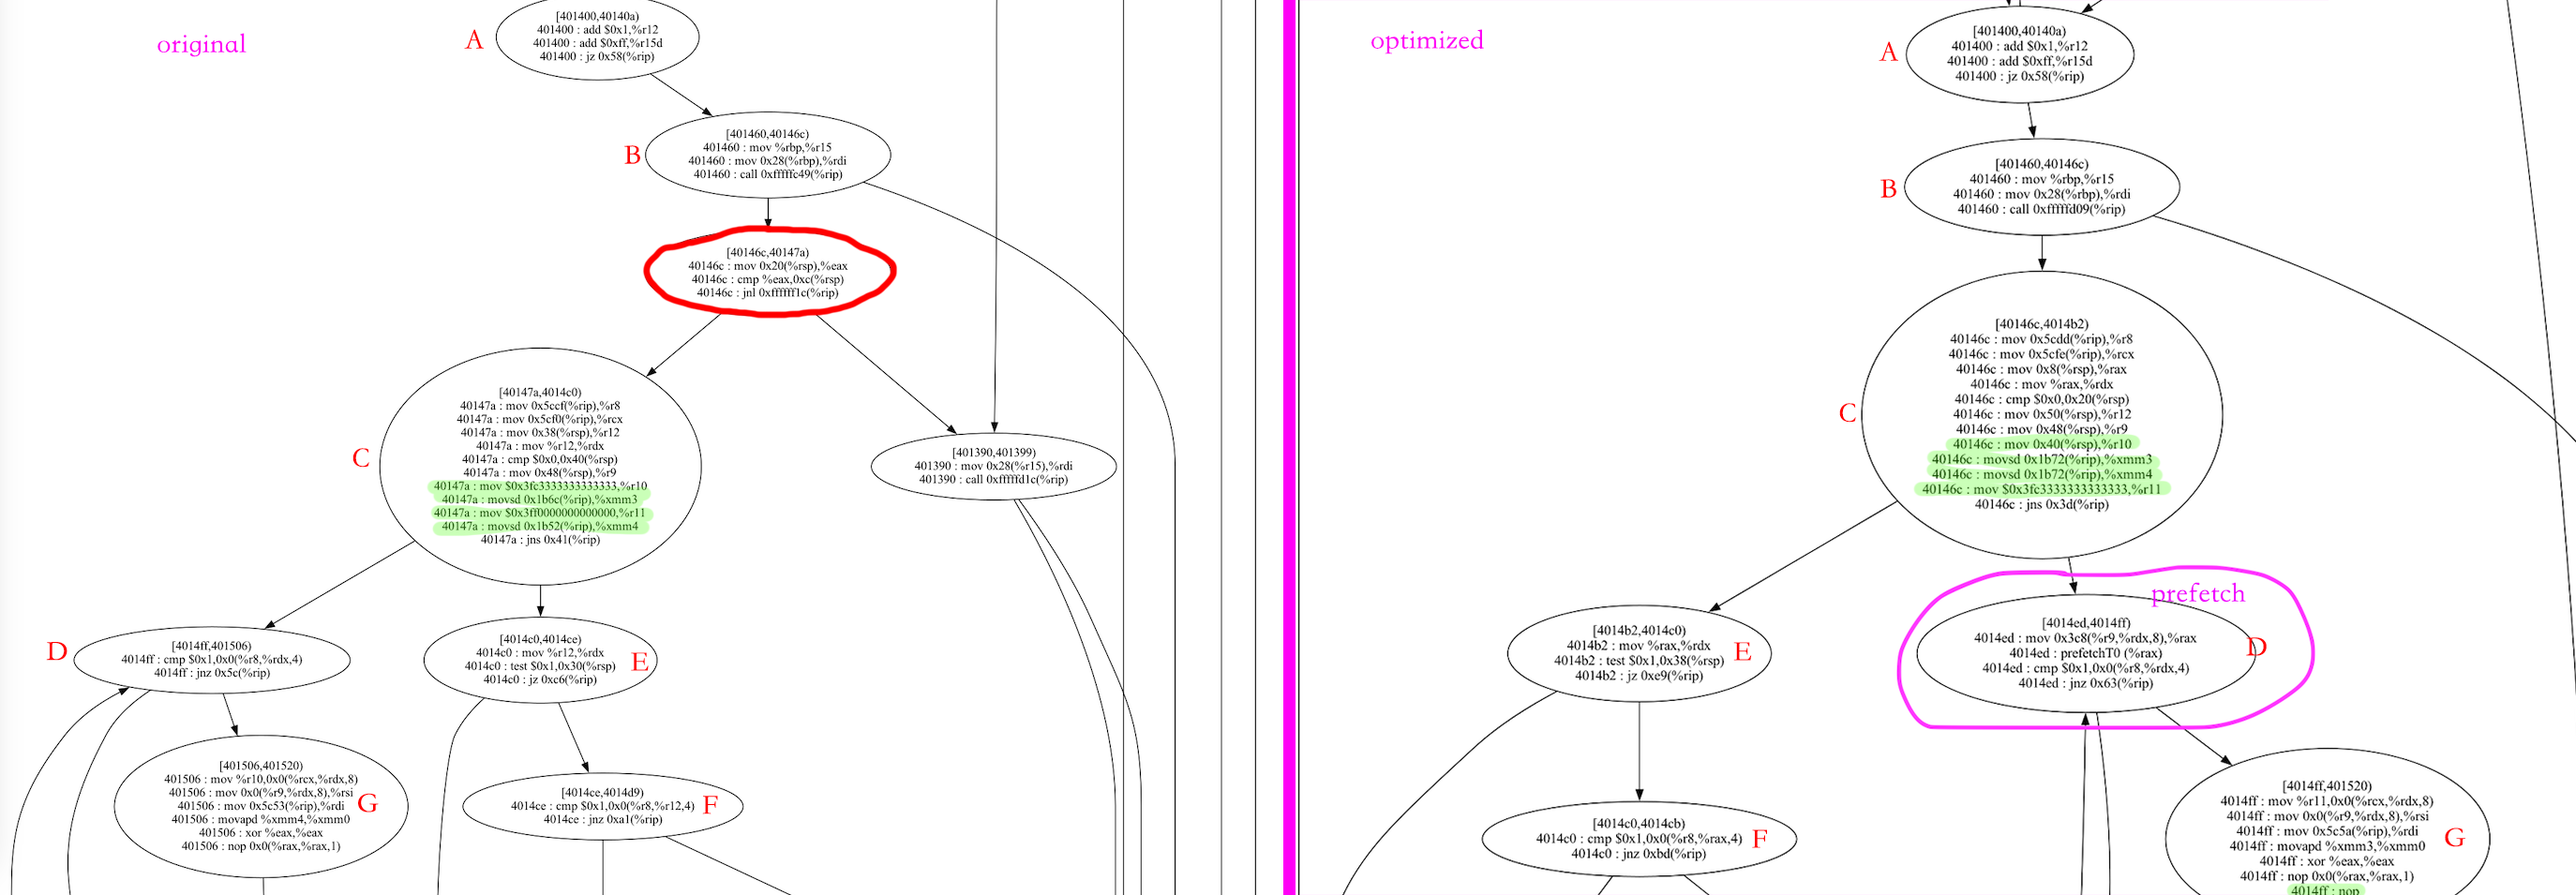 original
A
[401400,40140a)
401400 : add $0x1,%r12
401400 : add $0xff,%r15d
401400 : jz 0x58(%rip)
B
[401460,40146c)
401460 : mov %rbp,%r15
401460 : mov 0x28(%rbp),%rdi
401460 : call 0xfffffc49(%rip)
[40146c,40147a)
40146c : mov 0x20(%rsp),%eax
40146c : cmp %eax,0xc(%rsp)
40146c : jnl 0xffffff1c(%rip)
C
[40147a,4014c0)
40147a : mov 0x5ccf(%rip),%r8
40147a : mov 0x5cf0(%rip),%rcx
40147a : mov 0x38(%rsp),%r12
40147a : mov %r12,%rdx
40147a : cmp $0x0,0x40(%rsp)
40147a : mov 0x48(%rsp),%r9
40147a : mov $0x3fc3333333333333,%r10
40147a : movsd 0x1b6c(%rip),%xmm3
40147a : mov $0x3ff0000000000000,%r11
40147a : movsd 0x1b52(%rip),%xmm4
40147a : jns 0x41(%rip)
[401390,401399)
401390 : mov 0x28(%r15),%rdi
401390 : call 0xfffffd1c(%rip)
D
[4014ff,401506)
4014ff : cmp $0x1,0x0(%r8,%rdx,4)
4014ff : jnz 0x5c(%rip)
[4014c0,4014ce)
4014c0 : mov %r12,%rdx
4014c0 : test $0x1,0x30(%rsp)
4014c0 : jz 0xc6(%rip)
E
[401506,401520)
401506 : mov %r10,0x0(%rcx,%rdx,8)
401506 : mov 0x0(%r9,%rdx,8),%rsi
401506 : mov 0x5c53(%rip),%rdi
401506 : movapd %xmm4,%xmm0
401506 : xor %eax,%eax
401506 : nop 0x0(%rax,%rax,1)
G
[4014ce,4014d9)
4014ce : cmp $0x1,0x0(%r8,%r12,4)
4014ce : jnz 0xa1(%rip)
F
optimized
A
[401400,40140a)
401400 : add $0x1,%r12
401400 : add $0xff,%r15d
401400 : jz 0x58(%rip)
B
[401460,40146c)
401460 : mov %rbp,%r15
401460 : mov 0x28(%rbp),%rdi
401460 : call 0xfffffd09(%rip)
C
[40146c,4014b2)
40146c : mov 0x5cdd(%rip),%r8
40146c : mov 0x5cfe(%rip),%rcx
40146c : mov 0x8(%rsp),%rax
40146c : mov %rax,%rdx
40146c : cmp $0x0,0x20(%rsp)
40146c : mov 0x50(%rsp),%r12
40146c : mov 0x48(%rsp),%r9
40146c : mov 0x40(%rsp),%r10
40146c : movsd 0x1b72(%rip),%xmm3
40146c : movsd 0x1b72(%rip),%xmm4
40146c : mov $0x3fc3333333333333,%r11
40146c : jns 0x3d(%rip)
prefetch
[4014b2,4014c0)
4014b2 : mov %rax,%rdx
4014b2 : test $0x1,0x38(%rsp)
4014b2 : jz 0xe9(%rip)
E
[4014ed,4014ff)
4014ed : mov 0x3c8(%r9,%rdx,8),%rax
4014ed : prefetchT0 (%rax)
4014ed : cmp $0x1,0x0(%r8,%rdx,4)
4014ed : jnz 0x63(%rip)
D
[4014c0,4014cb)
4014c0 : cmp $0x1,0x0(%r8,%rax,4)
4014c0 : jnz 0xbd(%rip)
F
[4014ff,401520)
4014ff : mov %r11,0x0(%rcx,%rdx,8)
4014ff : mov 0x0(%r9,%rdx,8),%rsi
4014ff : mov 0x5c5a(%rip),%rdi
4014ff : movapd %xmm3,%xmm0
4014ff : xor %eax,%eax
4014ff : nop 0x0(%rax,%rax,1)
4014ff : nop
G